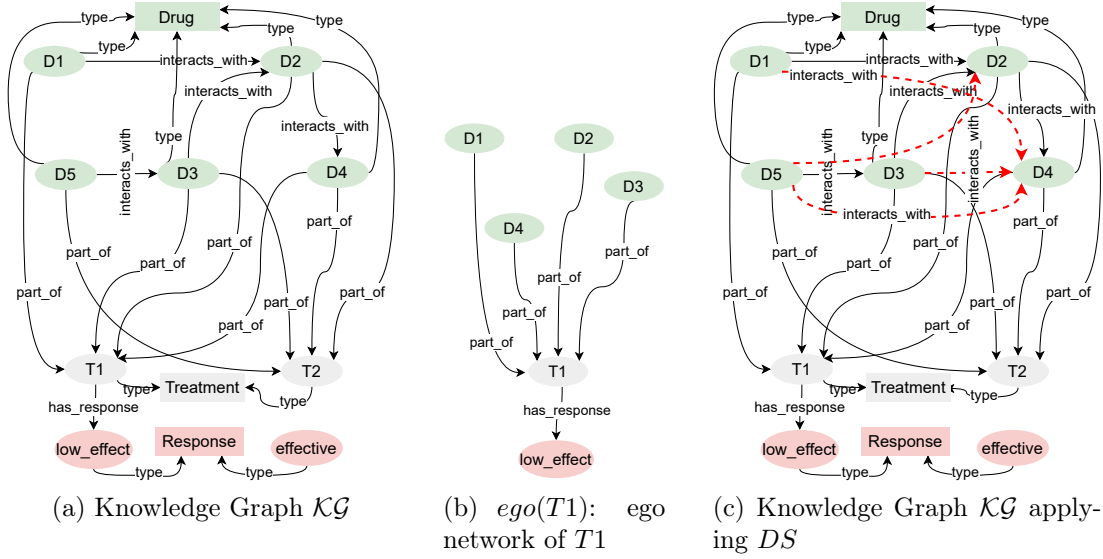 Drug
type
type
type
type
type
D1
interacts_with
D2
interacts_with
interacts_with
D5
interacts_with
D3
D4
part_of
part_of
part_of
part_of
part_of
part_of
part_of
part_of
T1
T2
type
Treatment
type
has_response
low_effect
Response
effective
type
type
(a) Knowledge Graph KG
D1
D2
D3
D4
part_of
part_of
part_of
part_of
T1
has_response
low_effect
(b) ego(T1): ego
network of T1
Drug
type
type
type
type
type
D1
interacts_with
D2
interacts_with
interacts_with
interacts_with
interacts_with
D5
interacts_with
D3
D4
interacts_with
interacts_with
part_of
part_of
part_of
part_of
part_of
part_of
part_of
part_of
T1
T2
type
Treatment
type
has_response
low_effect
Response
effective
type
type
(c) Knowledge Graph KG apply-
ing DS